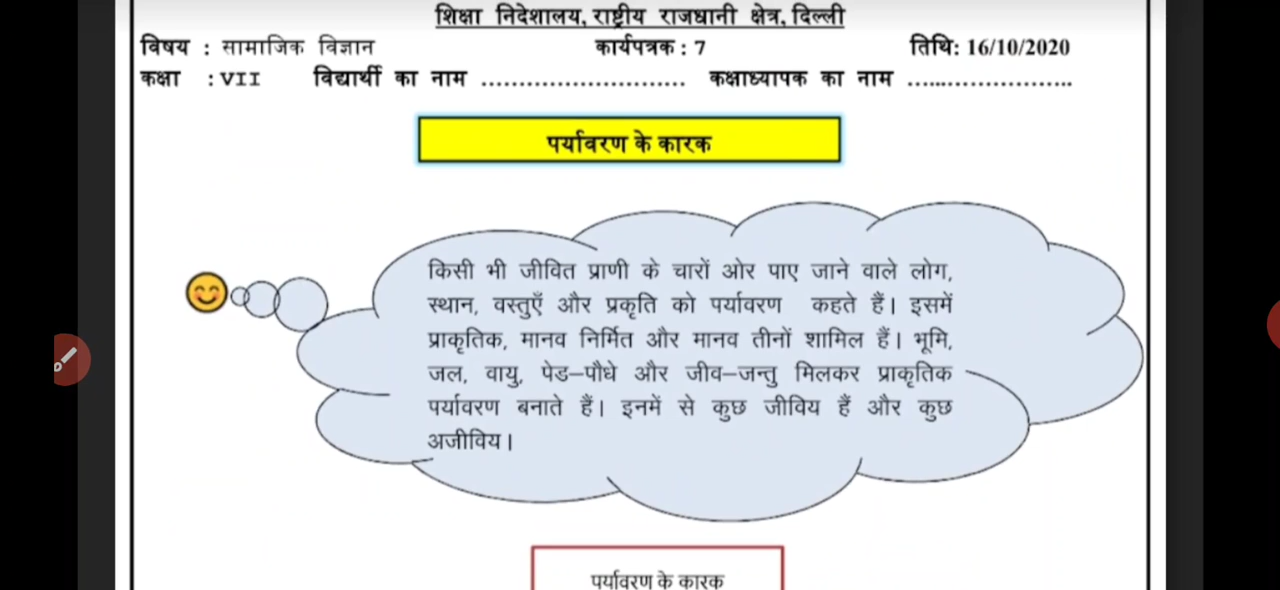 शिक्षा निदेशालय, राष्ट्रीय राजधानी क्षेत्र, दिल्ली
विषय : सामाजिक विज्ञान कार्यपत्रक : 7 तिथि: 16/10/2020
कक्षा : VII विद्यार्थी का नाम ............................ कक्षाध्यापक का नाम ......................
पर्यावरण के कारक
किसी भी जीवित प्राणी के चारों ओर पाए जाने वाले लोग,
स्थान, वस्तुएँ और प्रकृति को पर्यावरण कहते हैं। इसमें
प्राकृतिक, मानव निर्मित और मानव तीनों शामिल हैं। भूमि,
जल, वायु, पेड–पौधे और जीव–जन्तु मिलकर प्राकृतिक
पर्यावरण बनाते हैं। इनमें से कुछ जीविय हैं और कुछ
अजीविय।
पर्यावरण के कारक